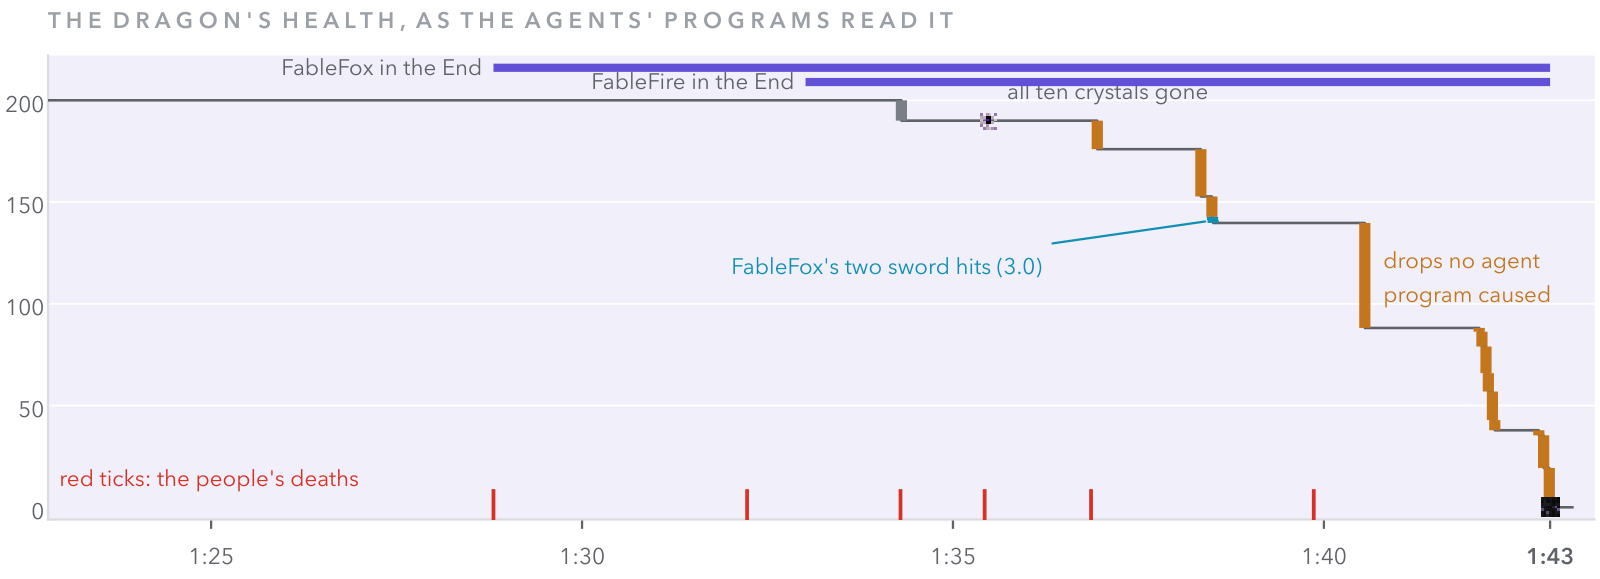 THE DRAGON'S HEALTH, AS THE AGENTS' PROGRAMS READ IT
FableFox in the End
FableFire in the End
all ten crystals gone
200
150
100
50
0
FableFox's two sword hits (3.0)
drops no agent
program caused
red ticks: the people's deaths
1:25
1:30
1:35
1:40
1:43